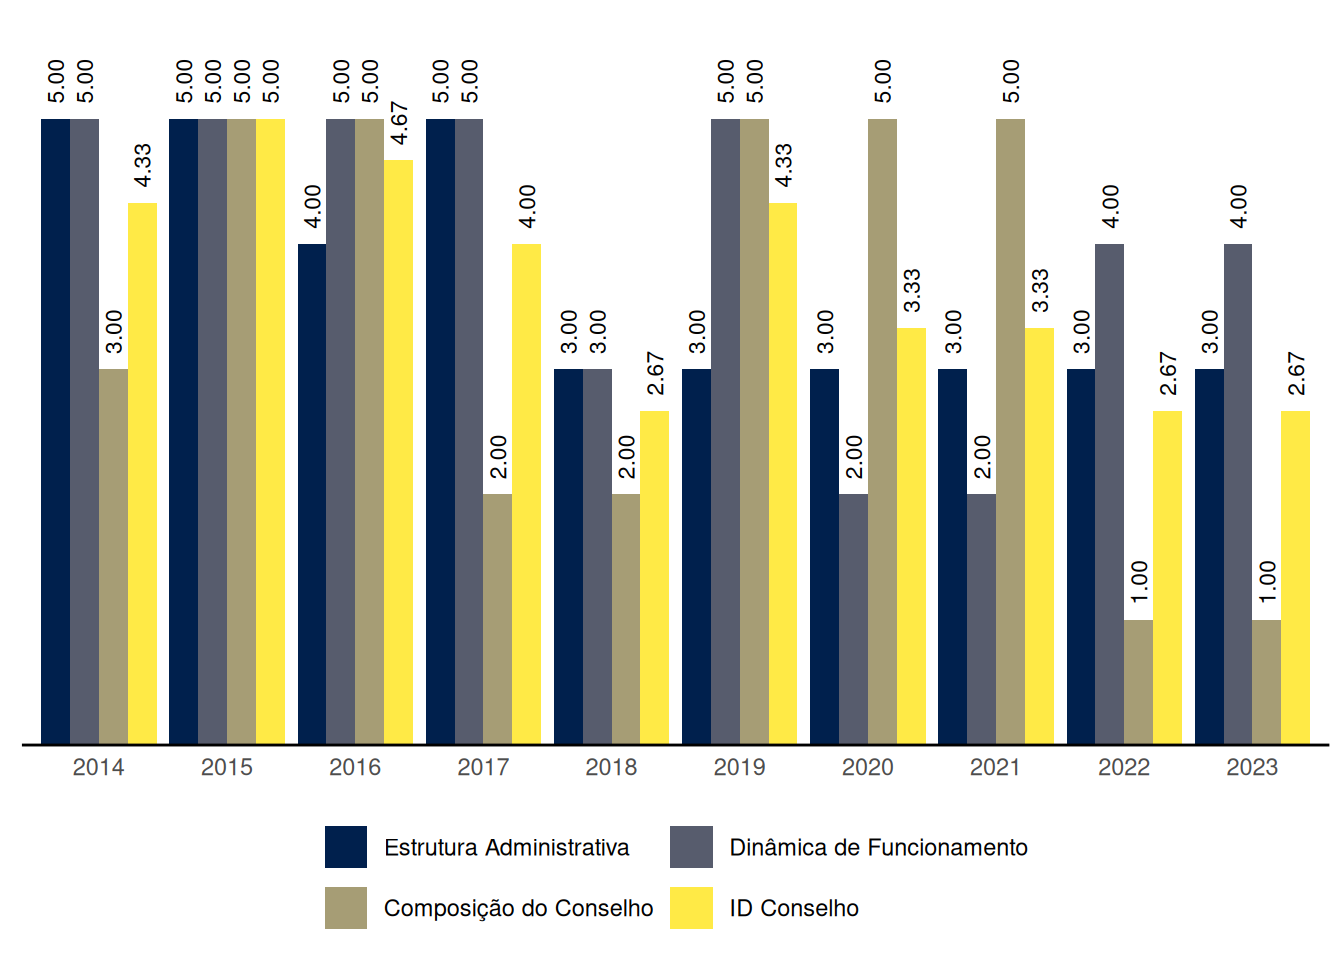 5.00 5.00 3.00 4.33 5.00 5.00 5.00 5.00 4.00 5.00 5.00 4.67 5.00 5.00 2.00 4.00 3.00 3.00 2.00 2.67 3.00 5.00 5.00 4.33 3.00 2.00 5.00 3.33 3.00 2.00 5.00 3.33 3.00 4.00 1.00 2.67 3.00 4.00 1.00 2.67
2014 2015 2016 2017 2018 2019 2020 2021 2022 2023
Estrutura Administrativa Dinâmica de Funcionamento
Composição do Conselho ID Conselho